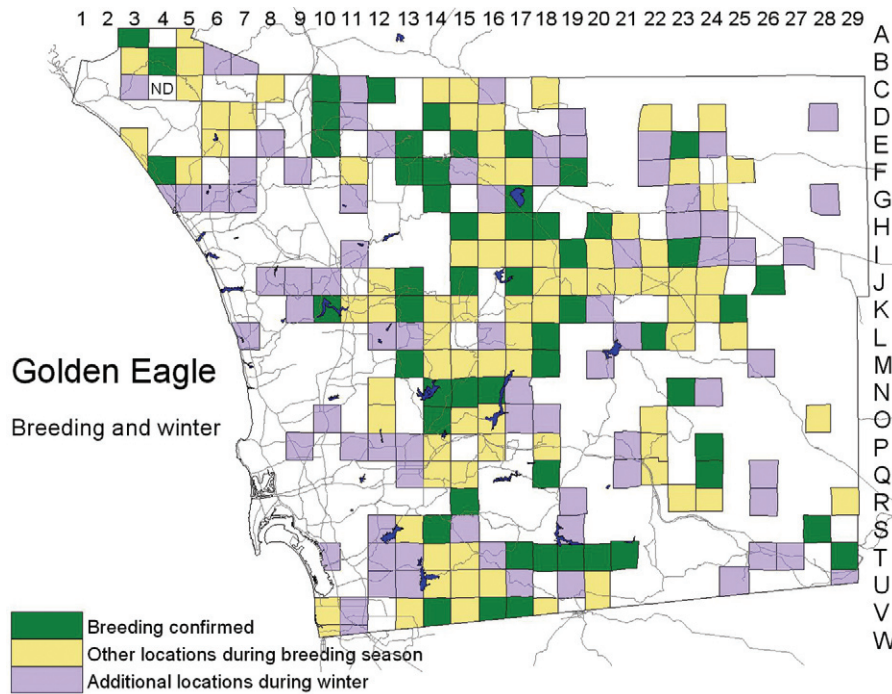 1 2 3 4 5 6 7 8 9 10 11 12 13 14 15 16 17 18 19 20 21 22 23 24 25 26 28 29
A
B
C
ND
D
E
F
G
H
I
J
K
L
M
Golden Eagle
N
O
Breeding and winter
P
Q
R
S
T
U
V
W
Breeding confirmed
Other locations during breeding season
Additional locations during winter